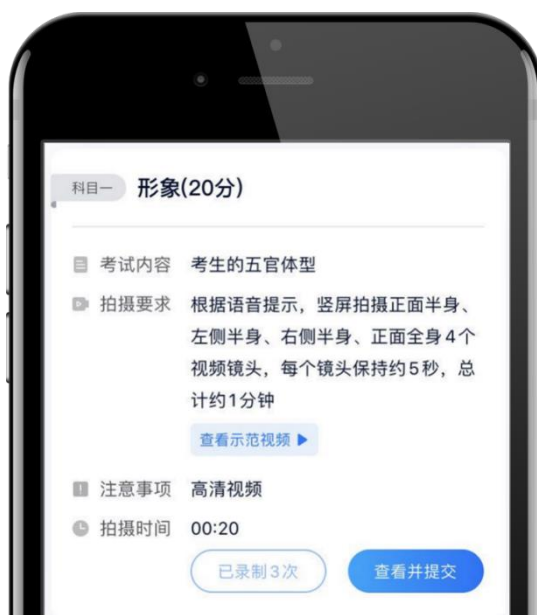 科目一 形象(20分)
考试内容 考生的五官体型
拍摄要求 根据语音提示，竖屏拍摄正面半身、
左侧半身、右侧半身、正面全身4个
视频镜头，每个镜头保持约5秒，总
计约1分钟
查看示范视频
注意事项 高清视频
拍摄时间 00:20
已录制3次 查看并提交